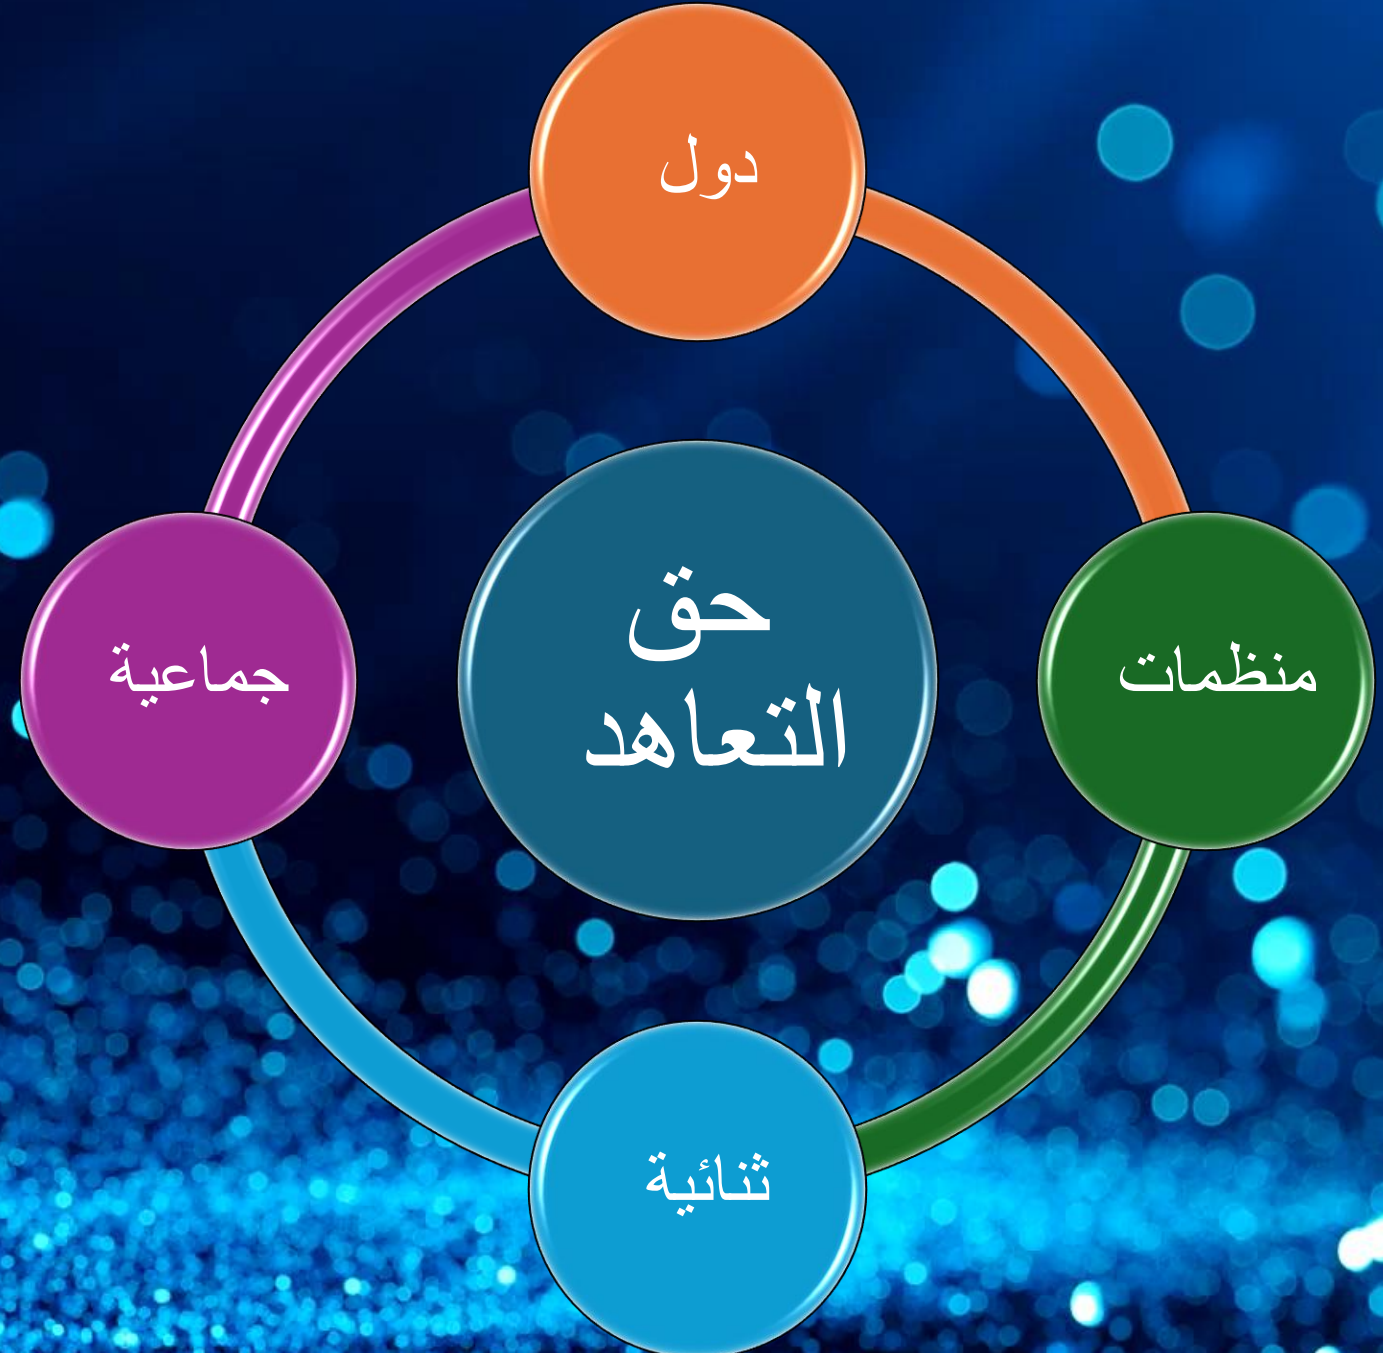 دول
حق
التعاهد
منظمات
جماعية
ثنائية